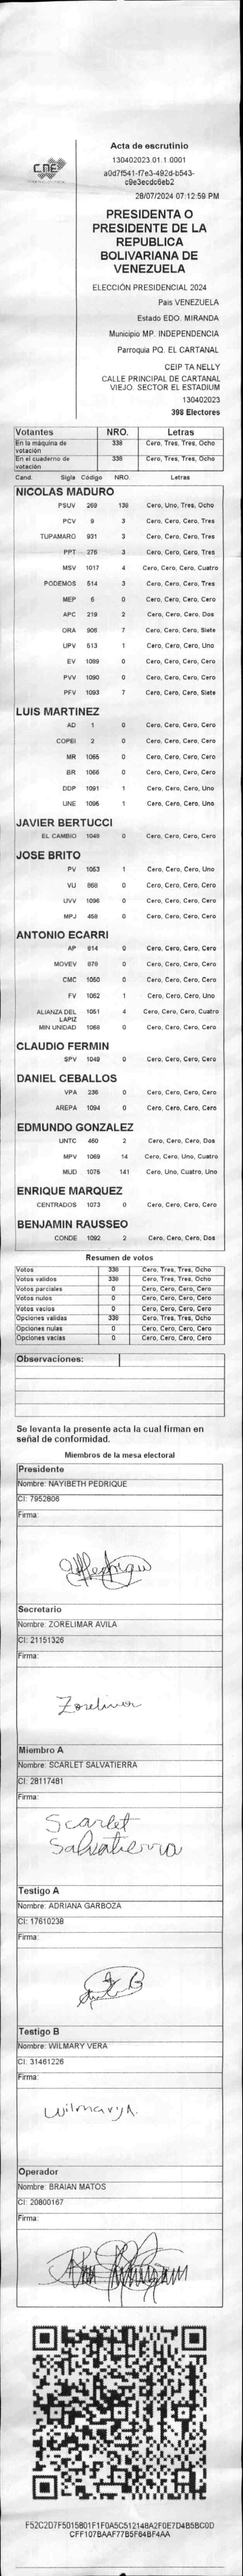 CNE
Acta de escrutinio
130402023.01.1.0001
a0d7f541-f7e3-492d-b543-
c9e3ecdc6eb2
28/07/2024 07:12:59 PM
PRESIDENTA O
PRESIDENTE DE LA
REPUBLICA
BOLIVARIANA DE
VENEZUELA
ELECCIÓN PRESIDENCIAL 2024
Pais VENEZUELA
Estado EDO. MIRANDA
Municipio MP. INDEPENDENCIA
Parroquia PQ. EL CARTANAL
CEIP TA NELLY
CALLE PRINCIPAL DE CARTANAL
VIEJO. SECTOR EL ESTADIUM
130402023
398 Electores
Votantes NRO. Letras
En la máquina de votación 338 Cero, Tres, Tres, Ocho
En el cuaderno de votación 338 Cero, Tres, Tres, Ocho
Cand. Sigla Código NRO. Letras
NICOLAS MADURO
PSUV 269 138 Cero, Uno, Tres, Ocho
PCV 9 3 Cero, Cero, Cero, Tres
TUPAMARO 931 3 Cero, Cero, Cero, Tres
PPT 276 3 Cero, Cero, Cero, Tres
MSV 1017 4 Cero, Cero, Cero, Cuatro
PODEMOS 514 3 Cero, Cero, Cero, Tres
MEP 6 0 Cero, Cero, Cero, Cero
APC 219 2 Cero, Cero, Cero, Dos
ORA 906 7 Cero, Cero, Cero, Siete
UPV 613 1 Cero, Cero, Cero, Uno
EV 1089 0 Cero, Cero, Cero, Cero
PVV 1090 0 Cero, Cero, Cero, Cero
PFV 1093 7 Cero, Cero, Cero, Siete
LUIS MARTINEZ
AD 1 0 Cero, Cero, Cero, Cero
COPEI 2 0 Cero, Cero, Cero, Cero
MR 1065 0 Cero, Cero, Cero, Cero
BR 1066 0 Cero, Cero, Cero, Cero
DDP 1091 1 Cero, Cero, Cero, Uno
UNE 1095 1 Cero, Cero, Cero, Uno
JAVIER BERTUCCI
EL CAMBIO 1048 0 Cero, Cero, Cero, Cero
JOSE BRITO
PV 1053 1 Cero, Cero, Cero, Uno
VU 868 0 Cero, Cero, Cero, Cero
UVV 1096 0 Cero, Cero, Cero, Cero
MPJ 458 0 Cero, Cero, Cero, Cero
ANTONIO ECARRI
AP 914 0 Cero, Cero, Cero, Cero
MOVEV 979 0 Cero, Cero, Cero, Cero
CMC 1050 0 Cero, Cero, Cero, Cero
FV 1052 1 Cero, Cero, Cero, Uno
ALIANZA DEL LAPIZ 1051 4 Cero, Cero, Cero, Cuatro
MIN UNIDAD 1068 0 Cero, Cero, Cero, Cero
CLAUDIO FERMIN
SPV 1049 0 Cero, Cero, Cero, Cero
DANIEL CEBALLOS
VPA 236 0 Cero, Cero, Cero, Cero
AREPA 1094 0 Cero, Cero, Cero, Cero
EDMUNDO GONZALEZ
UNTC 460 2 Cero, Cero, Cero, Dos
MPV 1069 14 Cero, Cero, Uno, Cuatro
MUD 1075 141 Cero, Uno, Cuatro, Uno
ENRIQUE MARQUEZ
CENTRADOS 1073 0 Cero, Cero, Cero, Cero
BENJAMIN RAUSSEO
CONDE 1092 2 Cero, Cero, Cero, Dos
Resumen de votos
Votos 338 Cero, Tres, Tres, Ocho
Votos validos 338 Cero, Tres, Tres, Ocho
Votos parciales 0 Cero, Cero, Cero, Cero
Votos nulos 0 Cero, Cero, Cero, Cero
Votos vacios 0 Cero, Cero, Cero, Cero
Opciones validas 338 Cero, Tres, Tres, Ocho
Opciones nulas 0 Cero, Cero, Cero, Cero
Opciones vacias 0 Cero, Cero, Cero, Cero
Observaciones:
Se levanta la presente acta la cual firman en
señal de conformidad.
Miembros de la mesa electoral
Presidente
Nombre: NAYIBETH PEDRIQUE
CI: 7952806
Firma:
Secretario
Nombre: ZORELIMAR AVILA
CI: 21151326
Firma:
Zorelimar
Miembro A
Nombre: SCARLET SALVATIERRA
CI: 28117481
Firma:
Scarlet
Salvatierra
Testigo A
Nombre: ADRIANA GARBOZA
CI: 17610238
Firma:
Testigo B
Nombre: WILMARY VERA
CI: 31461226
Firma:
Wilmary
Operador
Nombre: BRAIAN MATOS
CI: 20800167
Firma:
F52C2D7F5015801F1F0A5C512148A2F0E7D4B5BC0D
CFF107BAAF77B5F64BF4AA